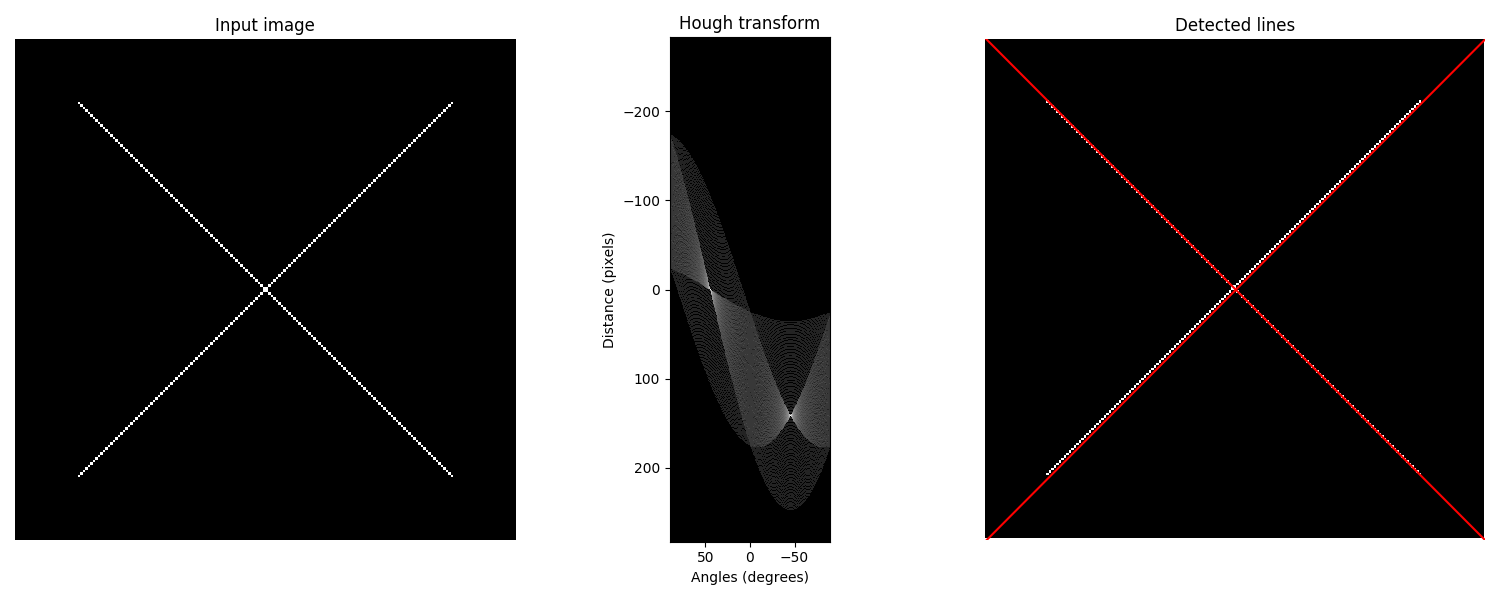 Input image
Hough transform
Detected lines
−200
−100
0
100
200
Distance (pixels)
50
0
−50
Angles (degrees)